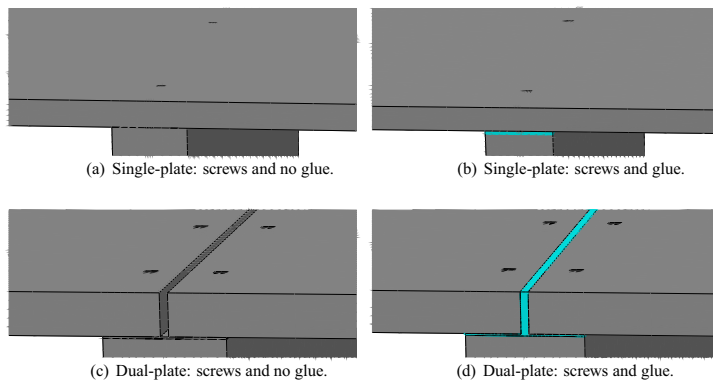 (a) Single-plate: screws and no glue.
(b) Single-plate: screws and glue.
(c) Dual-plate: screws and no glue.
(d) Dual-plate: screws and glue.